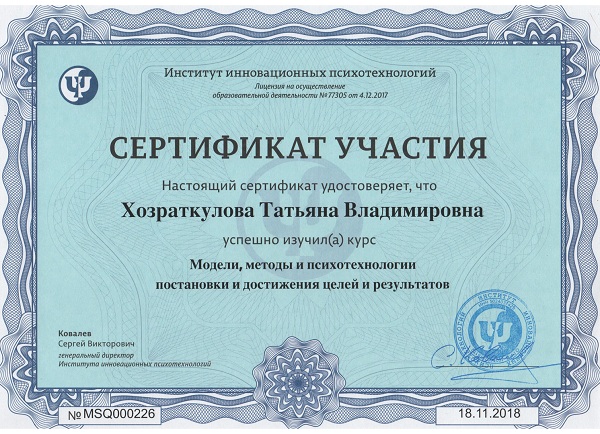 Институт инновационных психотехнологий
Лицензия на осуществление
образовательной деятельности №77305 от 4.12.2017
СЕРТИФИКАТ УЧАСТИЯ
Настоящий сертификат удостоверяет, что
Хозраткулова Татьяна Владимировна
успешно изучил(а) курс
Модели, методы и психотехнологии
постановки и достижения целей и результатов
Ковалев
Сергей Викторович
генеральный директор
Института инновационных психотехнологий
№ MSQ000226
18.11.2018